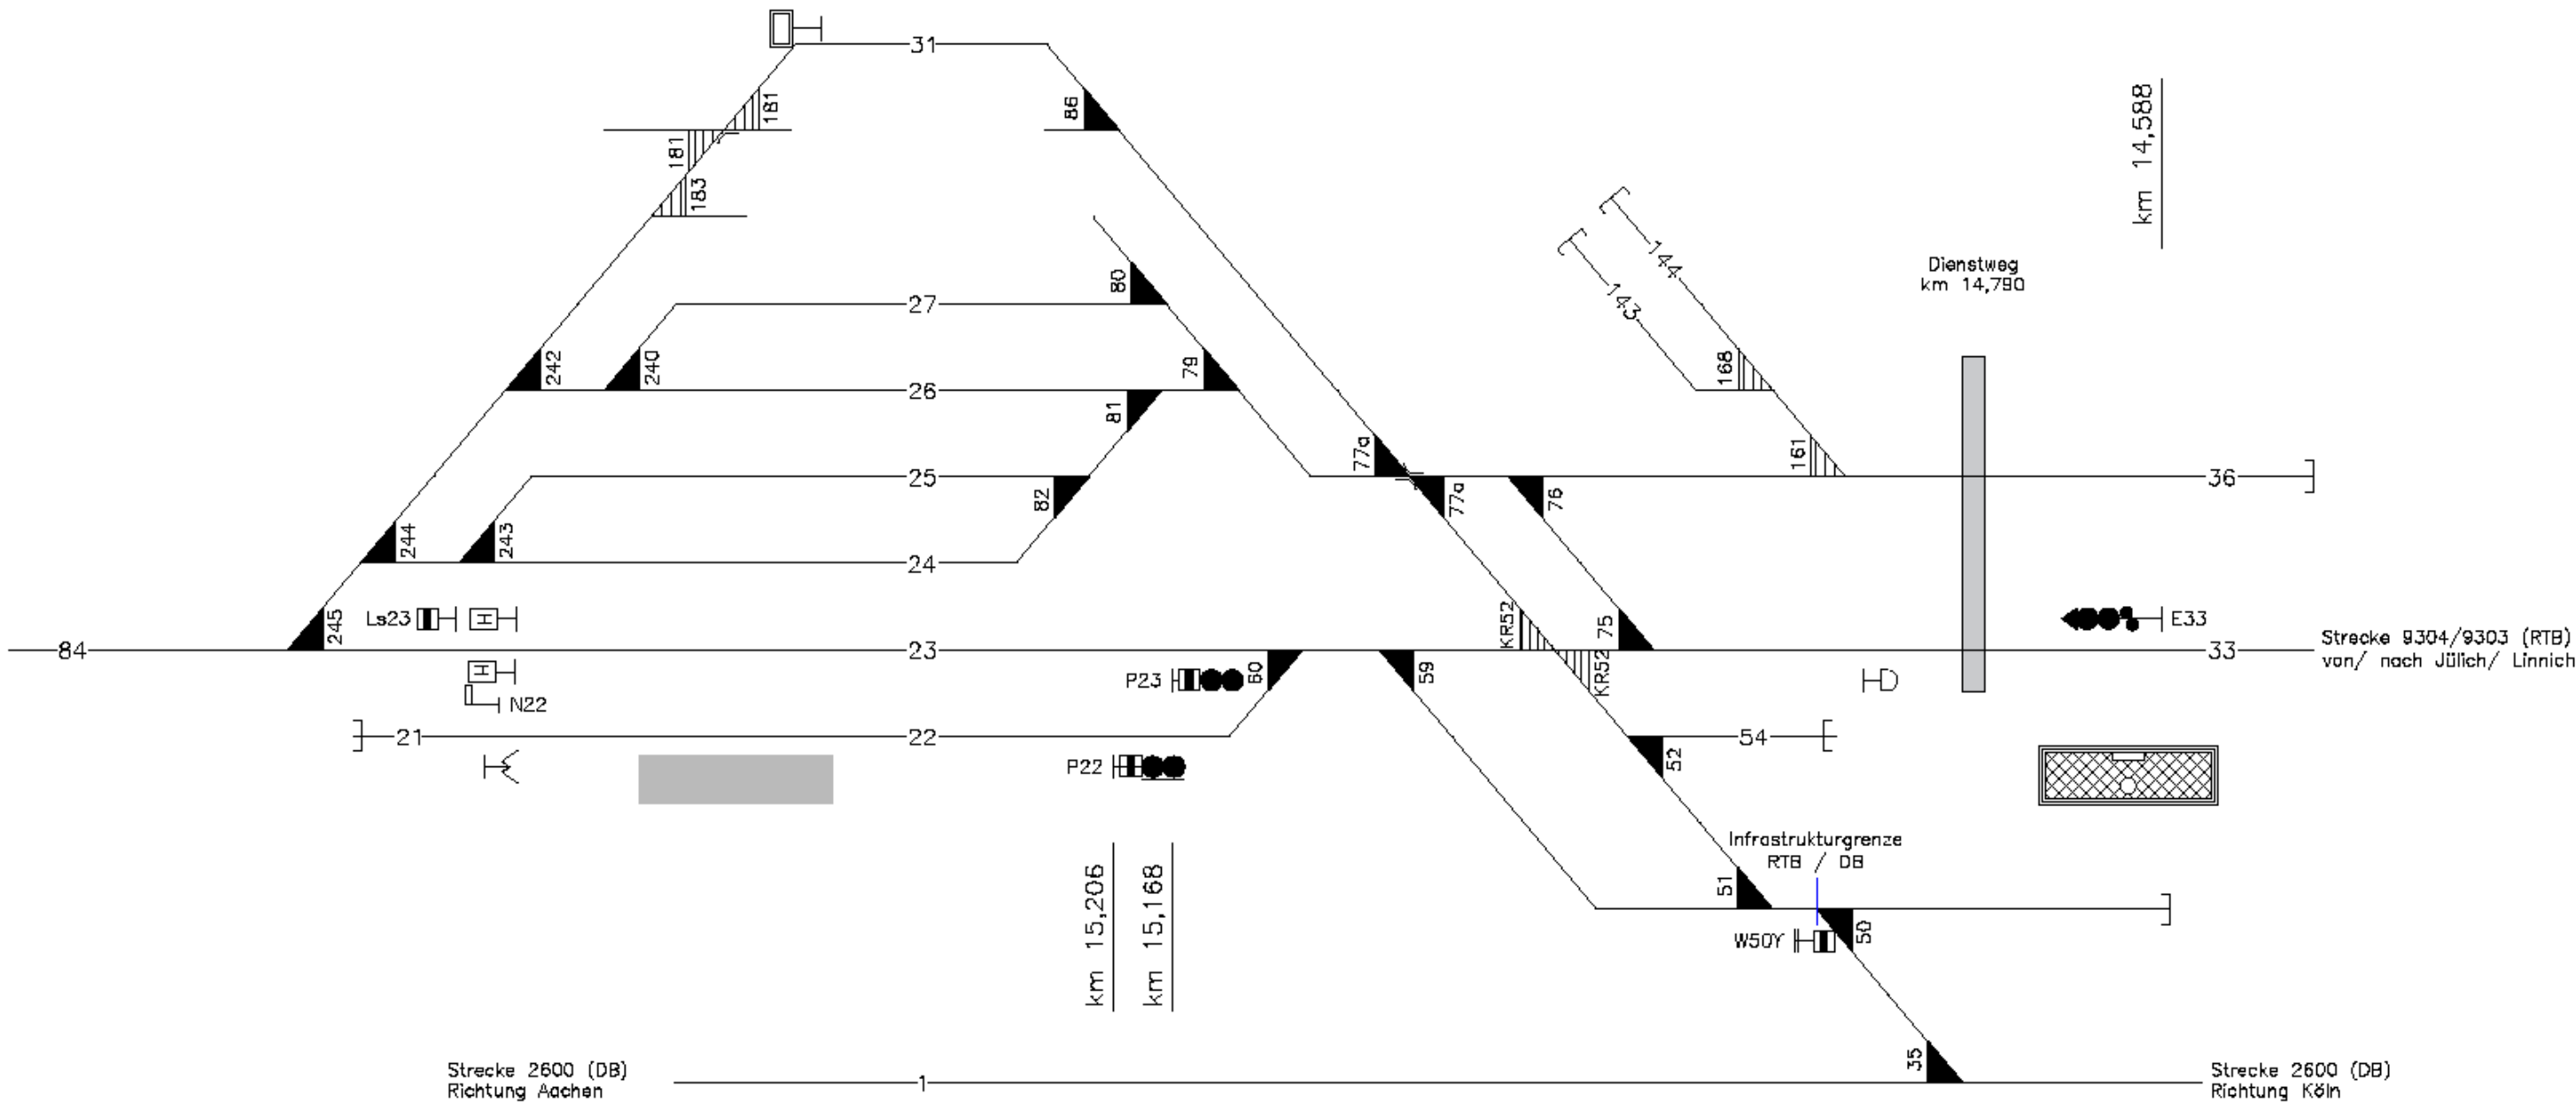 31
181
86
km 14,588
181
183
144
Dienstweg
km 14,790
80
143
27
242
240
79
168
26
81
77a
161
25
82
77a
76
36
244
243
24
245
Ls23
H
KR52
75
E33
84
23
33
Strecke 9304/9303 (RTB)
von/ nach Jülich/ Linnich
H
P23
60
59
KR52
N22
21
22
54
52
P22
Infrastrukturgrenze
RTB / DB
51
km 15,206
km 15,168
W50Y
50
35
Strecke 2600 (DB)
Richtung Aachen
1
Strecke 2600 (DB)
Richtung Köln